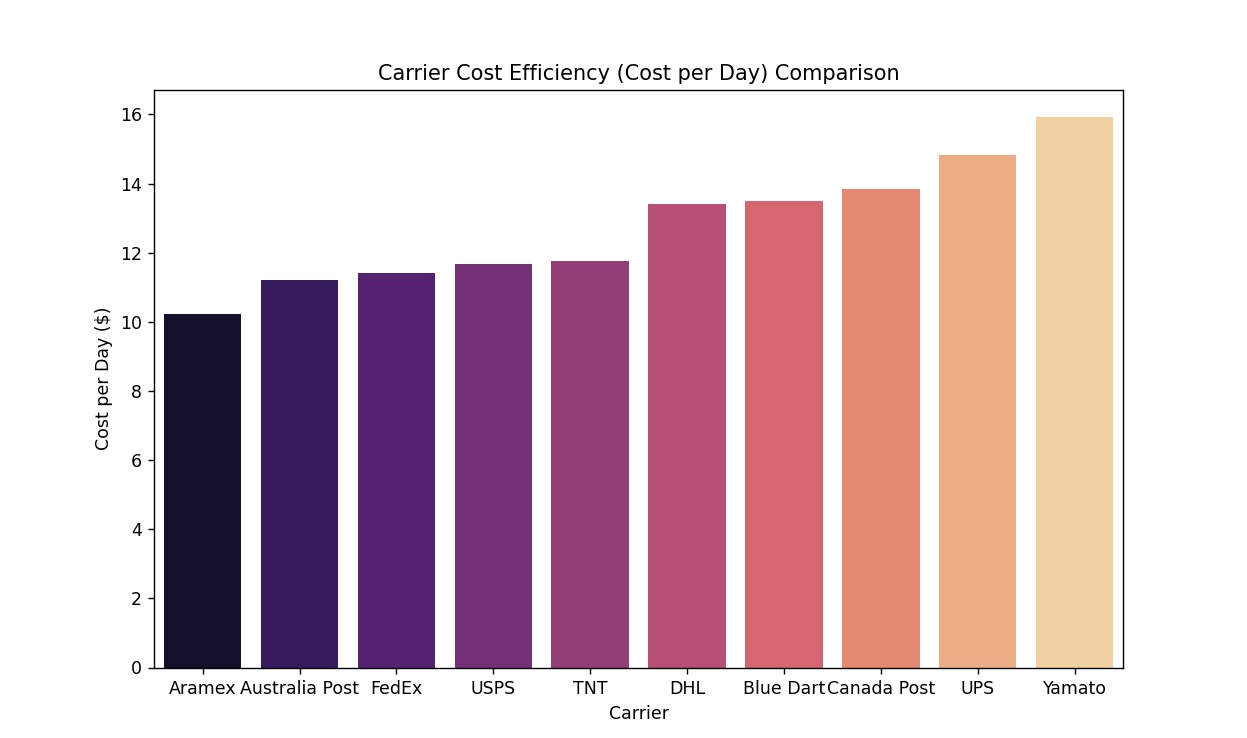 Carrier Cost Efficiency (Cost per Day) Comparison
Cost per Day ($)
16
14
12
10
8
6
4
2
0
Aramex Australia Post FedEx USPS TNT DHL Blue Dart Canada Post UPS Yamato
Carrier